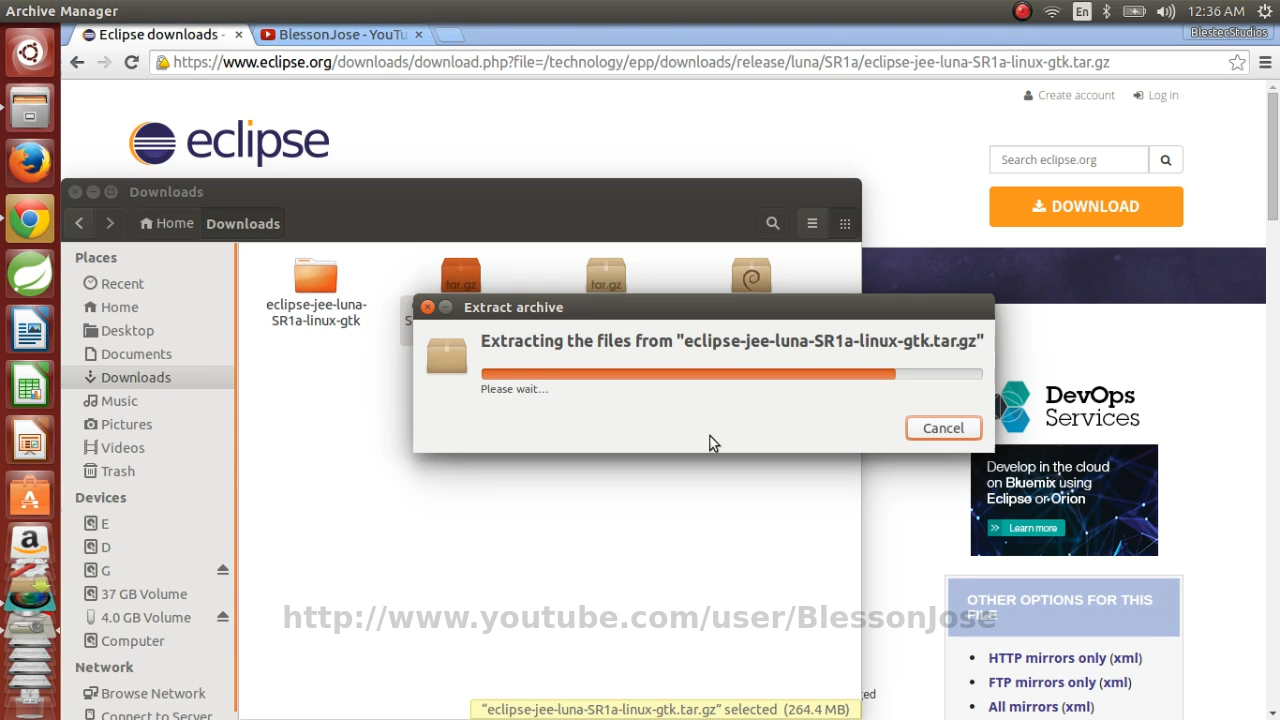 Archive Manager
En
12:36 AM
Eclipse downloads -
BlessonJose - YouTu
BlesterStudios
https://www.eclipse.org/downloads/download.php?file=/technology/epp/downloads/release/luna/SR1a/eclipse-jee-luna-SR1a-linux-gtk.tar.gz
Create account
Log in
eclipse
Search eclipse.org
DOWNLOAD
Downloads
Home
Downloads
Places
Recent
Home
Desktop
Documents
Downloads
Music
Pictures
Videos
Trash
Devices
E
D
G
37 GB Volume
4.0 GB Volume
Computer
Network
Browse Network
Connect to Server
eclipse-jee-luna-
SR1a-linux-gtk
tar.gz
tar.gz
Extract archive
Extracting the files from "eclipse-jee-luna-SR1a-linux-gtk.tar.gz"
Please wait...
Cancel
DevOps
Services
Develop in the cloud
on Bluemix using
Eclipse or Orion
Learn more
http://www.youtube.com/user/BlessonJose
OTHER OPTIONS FOR THIS
FILE
HTTP mirrors only (xml)
FTP mirrors only (xml)
All mirrors (xml)
"eclipse-jee-luna-SR1a-linux-gtk.tar.gz" selected (264.4 MB)